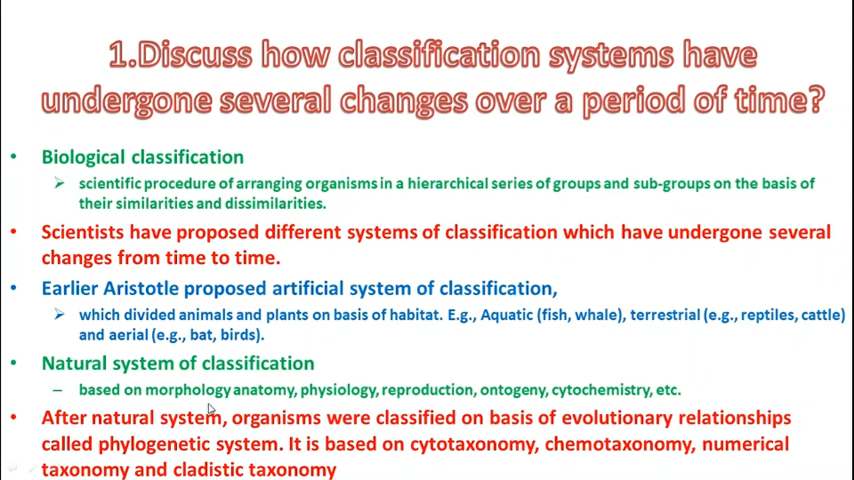 1.Discuss how classification systems have
undergone several changes over a period of time?
• Biological classification
➢ scientific procedure of arranging organisms in a hierarchical series of groups and sub-groups on the basis of
their similarities and dissimilarities.
• Scientists have proposed different systems of classification which have undergone several
changes from time to time.
• Earlier Aristotle proposed artificial system of classification,
➢ which divided animals and plants on basis of habitat. E.g., Aquatic (fish, whale), terrestrial (e.g., reptiles, cattle)
and aerial (e.g., bat, birds).
• Natural system of classification
– based on morphology anatomy, physiology, reproduction, ontogeny, cytochemistry, etc.
• After natural system, organisms were classified on basis of evolutionary relationships
called phylogenetic system. It is based on cytotaxonomy, chemotaxonomy, numerical
taxonomy and cladistic taxonomy